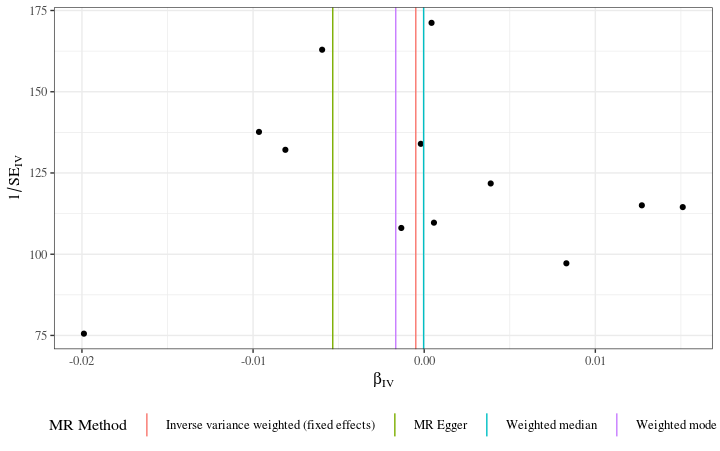 175
150
125
100
75
1/SE_IV
-0.02
-0.01
0.00
0.01
β_IV
MR Method
Inverse variance weighted (fixed effects)
MR Egger
Weighted median
Weighted mode